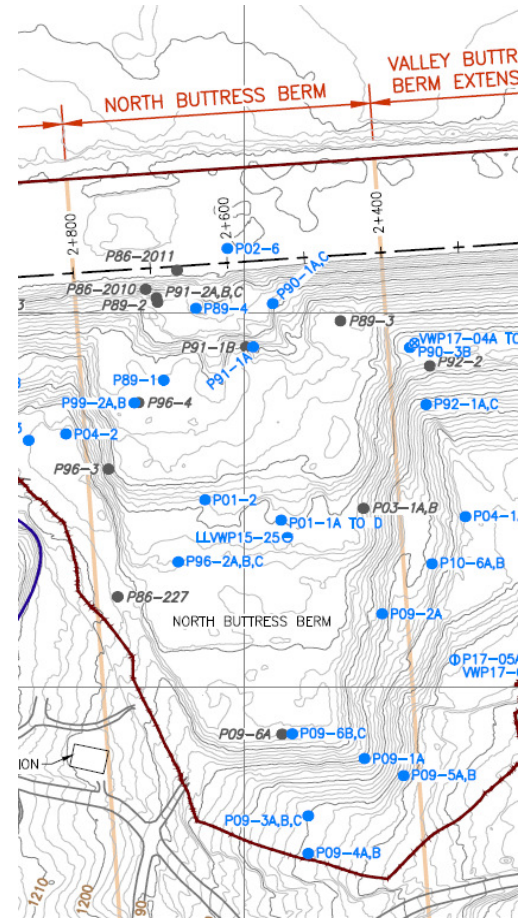 NORTH BUTTRESS BERM
VALLEY BUTTR
BERM EXTENS
2+800
2+600
2+400
P02-6
P86-2011
P86-2010
P91-2A,B,C
P89-2
P90-1A,C
P89-4
P89-3
VWP17-04A TO
P90-3B
P91-1B
P91-1A
P92-2
P89-1
P99-2A,B
P96-4
P92-1A,C
P04-2
P96-3
P01-2
P03-1A,B
P04-1
P01-1A TO D
LLVWP15-25
P96-2A,B,C
P10-6A,B
P86-227
P09-2A
NORTH BUTTRESS BERM
P17-05A
VWP17-
P09-6A
P09-6B,C
P09-1A
ION
P09-5A,B
P09-3A,B,C
P09-4A,B
1210
1200
90